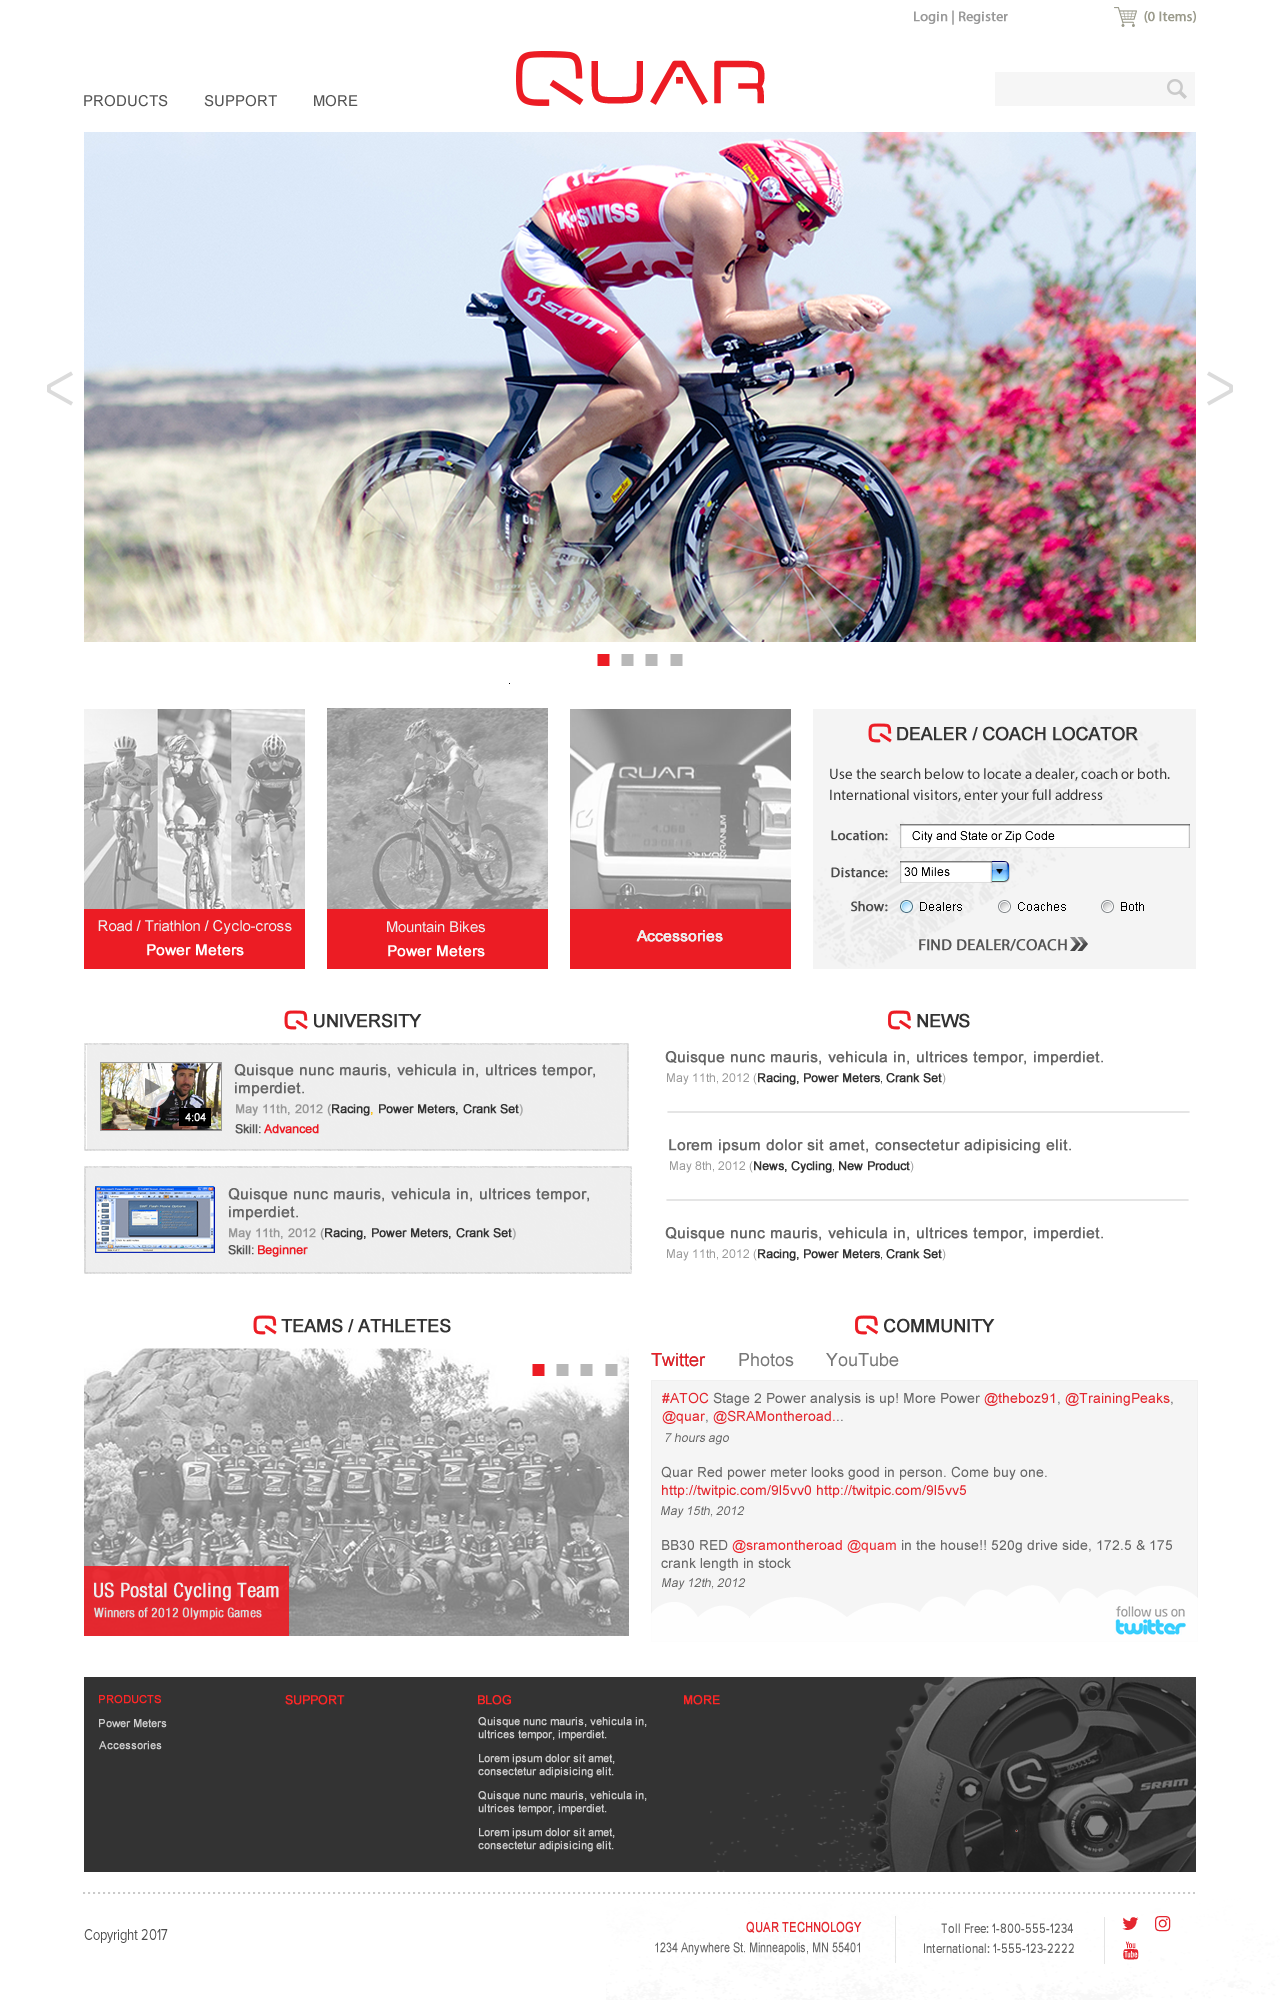 Login | Register
(0 Items)
QUAR
PRODUCTS
SUPPORT
MORE
K-SWISS
SCOTT
SCOTT
ZIPP
ZIPP
<
>
QUAR
Road / Triathlon / Cyclo-cross
Power Meters
Mountain Bikes
Power Meters
Accessories
DEALER / COACH LOCATOR
Use the search below to locate a dealer, coach or both.
International visitors, enter your full address
Location: City and State or Zip Code
Distance: 30 Miles
Show: Dealers Coaches Both
FIND DEALER/COACH
UNIVERSITY
4:04
Quisque nunc mauris, vehicula in, ultrices tempor,
imperdiet.
May 11th, 2012 (Racing, Power Meters, Crank Set)
Skill: Advanced
Quisque nunc mauris, vehicula in, ultrices tempor,
imperdiet.
May 11th, 2012 (Racing, Power Meters, Crank Set)
Skill: Beginner
NEWS
Quisque nunc mauris, vehicula in, ultrices tempor, imperdiet.
May 11th, 2012 (Racing, Power Meters, Crank Set)
Lorem ipsum dolor sit amet, consectetur adipisicing elit.
May 8th, 2012 (News, Cycling, New Product)
Quisque nunc mauris, vehicula in, ultrices tempor, imperdiet.
May 11th, 2012 (Racing, Power Meters, Crank Set)
TEAMS / ATHLETES
US Postal Cycling Team
Winners of 2012 Olympic Games
COMMUNITY
Twitter
Photos
YouTube
#ATOC Stage 2 Power analysis is up! More Power @theboz91, @TrainingPeaks,
@quar, @SRAMontheroad...
7 hours ago
Quar Red power meter looks good in person. Come buy one.
http://twitpic.com/9l5vv0 http://twitpic.com/9l5vv5
May 15th, 2012
BB30 RED @sramontheroad @quam in the house!! 520g drive side, 172.5 & 175
crank length in stock
May 12th, 2012
follow us on
twitter
PRODUCTS
Power Meters
Accessories
SUPPORT
BLOG
Quisque nunc mauris, vehicula in,
ultrices tempor, imperdiet.
Lorem ipsum dolor sit amet,
consectetur adipisicing elit.
Quisque nunc mauris, vehicula in,
ultrices tempor, imperdiet.
Lorem ipsum dolor sit amet,
consectetur adipisicing elit.
MORE
SRAM
Copyright 2017
QUAR TECHNOLOGY
1234 Anywhere St. Minneapolis, MN 55401
Toll Free: 1-800-555-1234
International: 1-555-123-2222
You
Tube